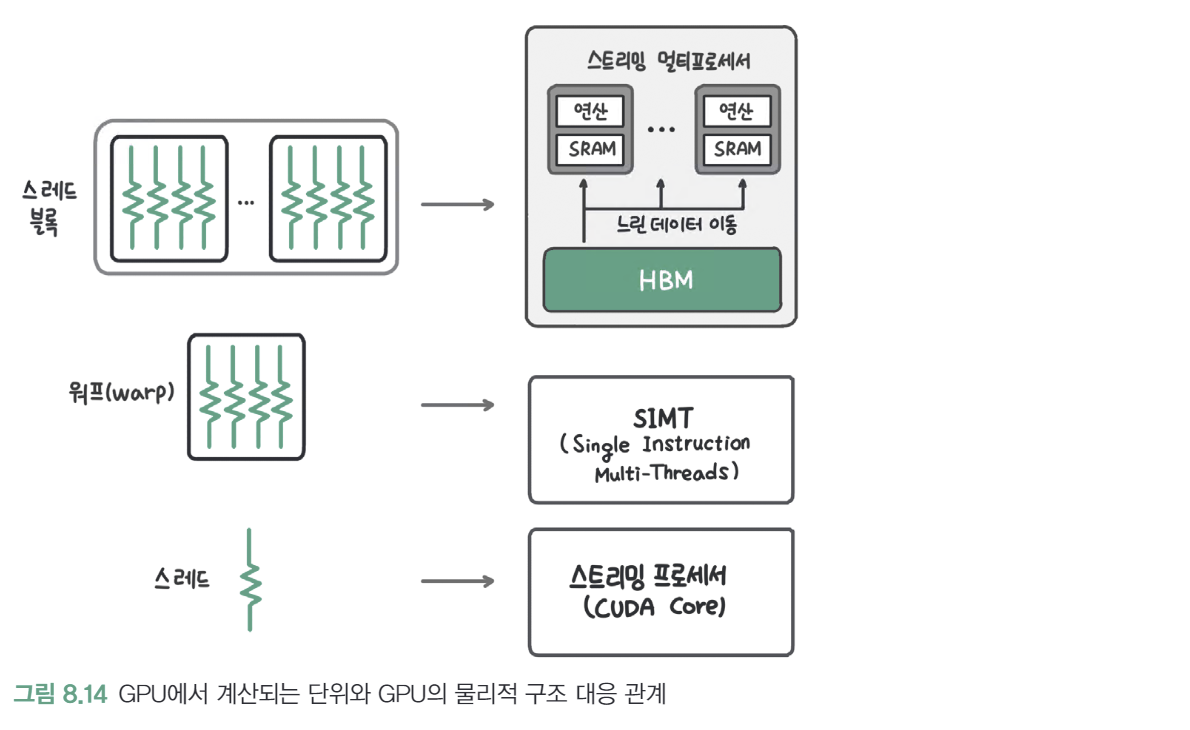 스트리밍 멀티프로세서
연산
연산
...
SRAM
SRAM
스레드
블록
...
느린 데이터 이동
HBM
워프(warp)
SIMT
(Single Instruction
Multi-Threads)
스레드
스트리밍 프로세서
(CUDA Core)
그림 8.14 GPU에서 계산되는 단위와 GPU의 물리적 구조 대응 관계